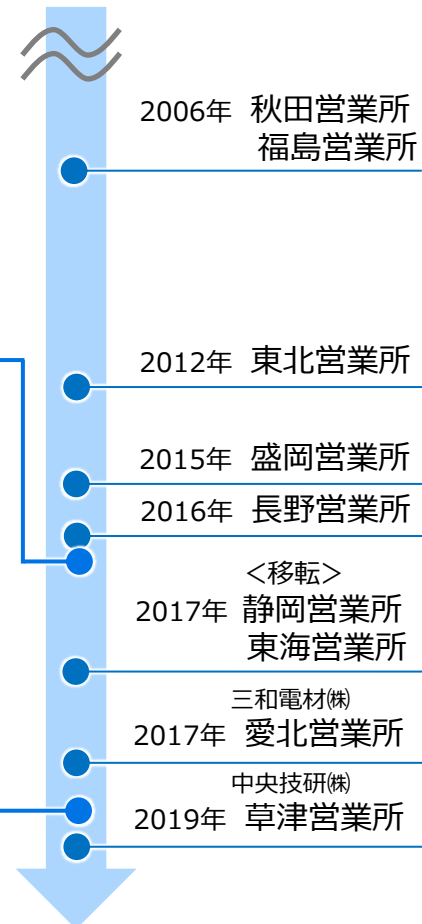 2006年 秋田営業所
福島営業所
2012年 東北営業所
2015年 盛岡営業所
2016年 長野営業所
＜移転＞
2017年 静岡営業所
東海営業所
三和電材㈱
2017年 愛北営業所
中央技研㈱
2019年 草津営業所